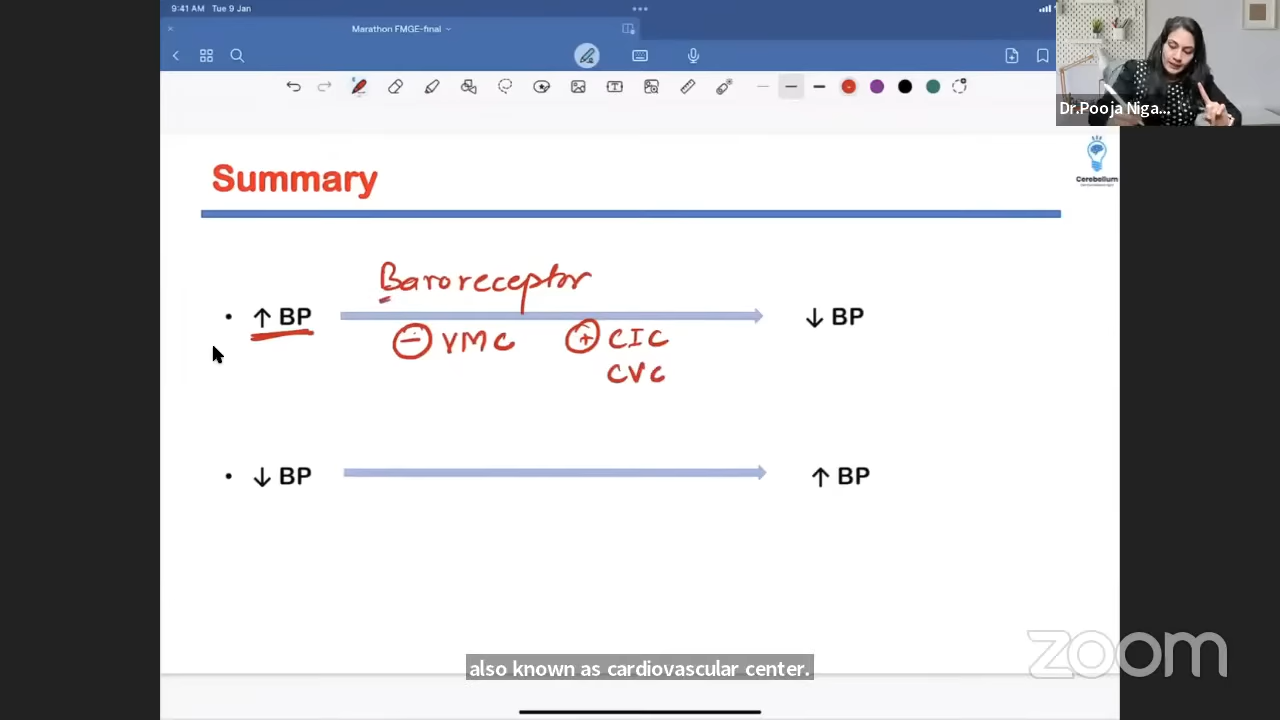 9:41 AM Tue 9 Jan
Marathon FMGE-final
Dr.Pooja Niga...
Cerebellum
Summary
Baroreceptor
• ↑ BP
↓ BP
⊖ VMC ⊕ CIC
CVC
• ↓ BP
↑ BP
also known as cardiovascular center.
zoom